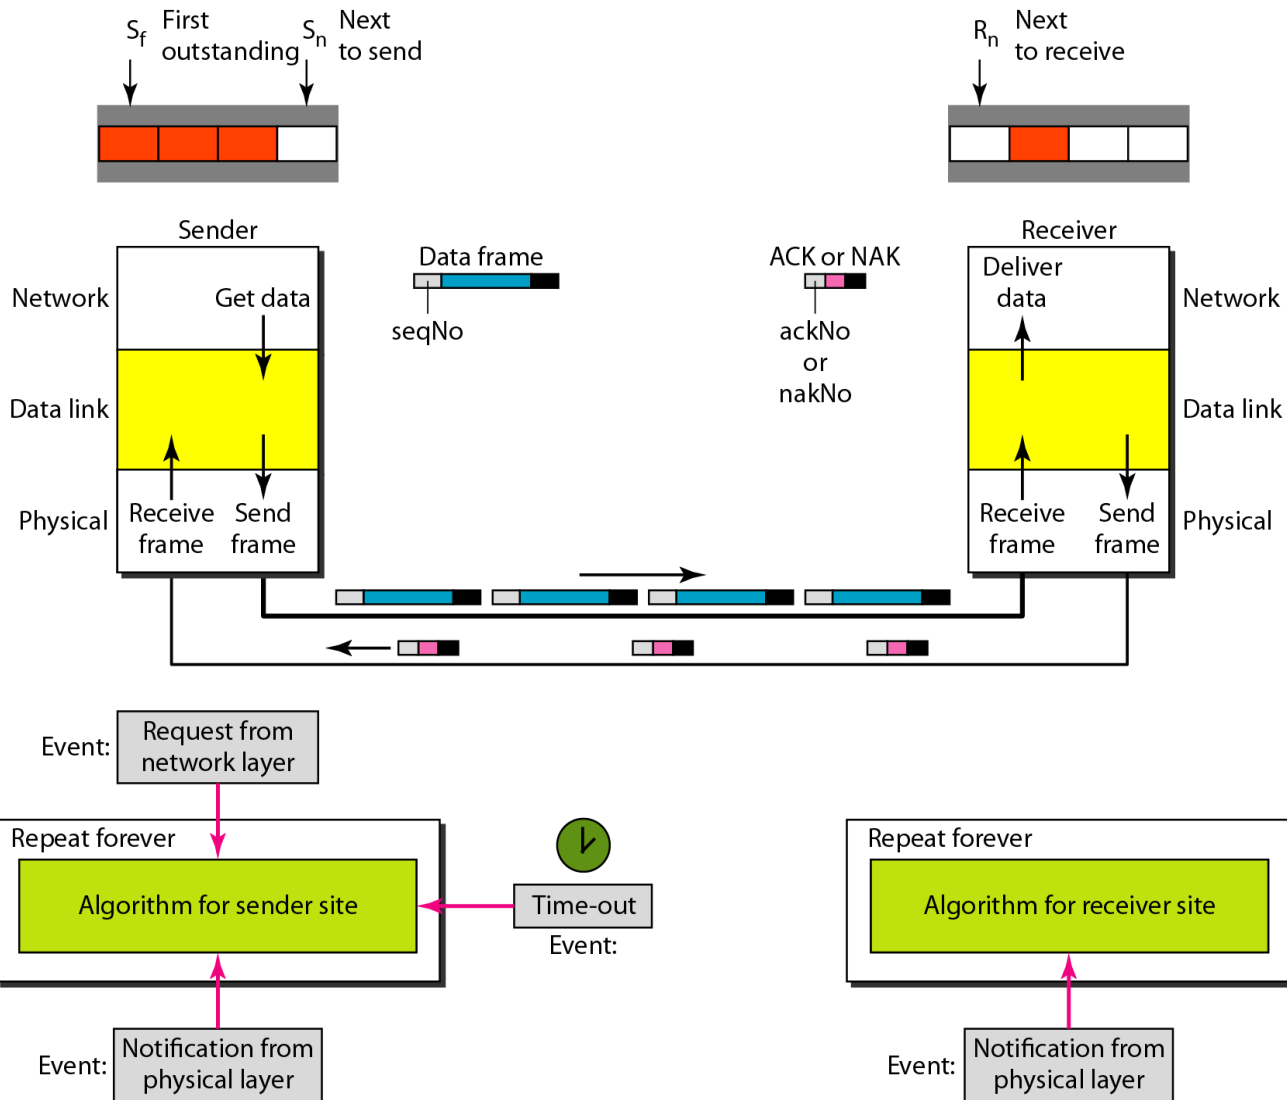 Sf First
outstanding
Sn Next
to send
Rn Next
to receive
Sender
Receiver
Data frame
seqNo
ACK or NAK
ackNo
or
nakNo
Network
Get data
Deliver
data
Network
Data link
Data link
Physical
Receive
frame
Send
frame
Receive
frame
Send
frame
Physical
Event:
Request from
network layer
Repeat forever
Algorithm for sender site
Time-out
Event:
Repeat forever
Algorithm for receiver site
Event:
Notification from
physical layer
Event:
Notification from
physical layer